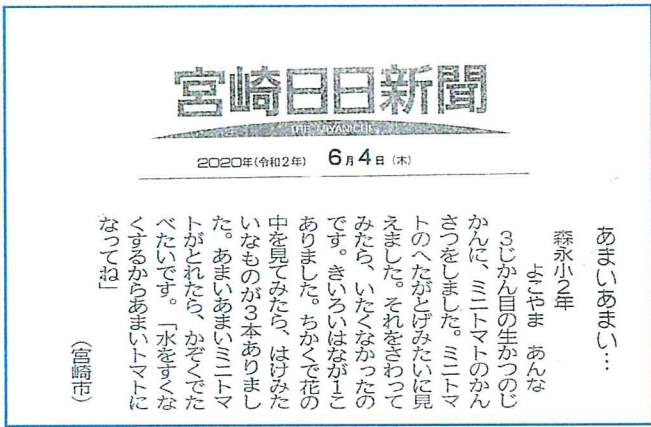 宮崎日日新聞
THE MIYANICHI
2020年(令和2年) 6月4日(木)
あまいあまい…
森永小2年
よこやま あんな
3じかん目の生かつのじ
かんに、ミニトマトのかん
さつをしました。ミニトマ
トのへたがとげみたいに見
えました。それをさわって
みたら、いたくなかったの
です。きいろいはなが1こ
ありました。ちかくで花の
中を見てみたら、はけみた
いなものが3本ありまし
た。あまいあまいミニトマ
トがとれたら、かぞくでた
べたいです。「水をすくな
くするからあまいトマトに
なってね」
(宮崎市)